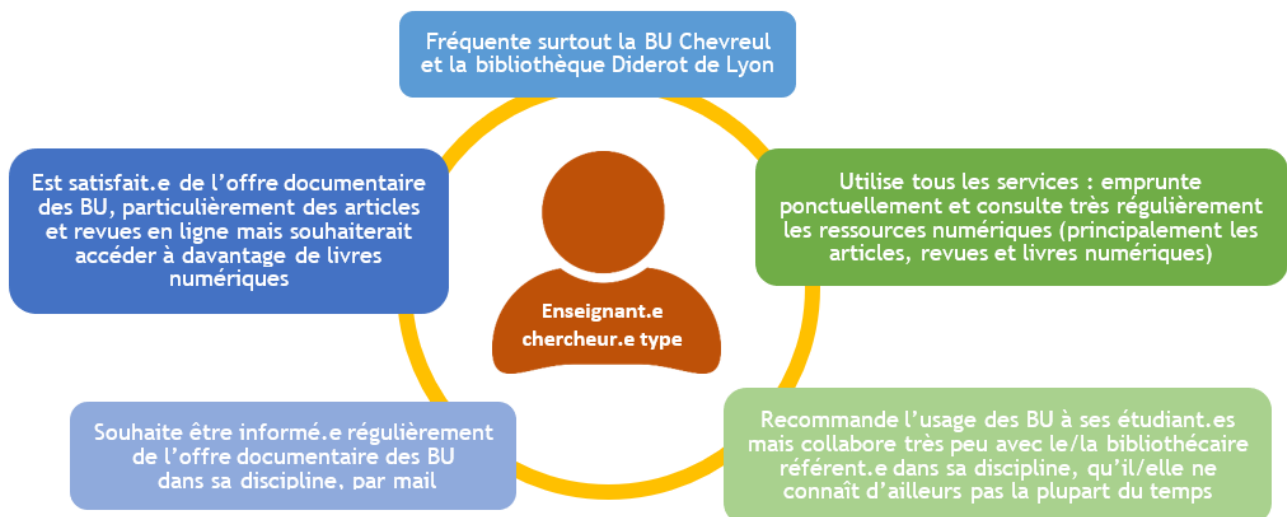 Fréquente surtout la BU Chevreul
et la bibliothèque Diderot de Lyon
Est satisfait.e de l'offre documentaire
des BU, particulièrement des articles
et revues en ligne mais souhaiterait
accéder à davantage de livres
numériques
Utilise tous les services : emprunte
ponctuellement et consulte très régulièrement
les ressources numériques (principalement les
articles, revues et livres numériques)
Enseignant.e
chercheur.e type
Souhaite être informé.e régulièrement
de l'offre documentaire des BU
dans sa discipline, par mail
Recommande l'usage des BU à ses étudiant.es
mais collabore très peu avec le/la bibliothécaire
référent.e dans sa discipline, qu'il/elle ne
connaît d'ailleurs pas la plupart du temps